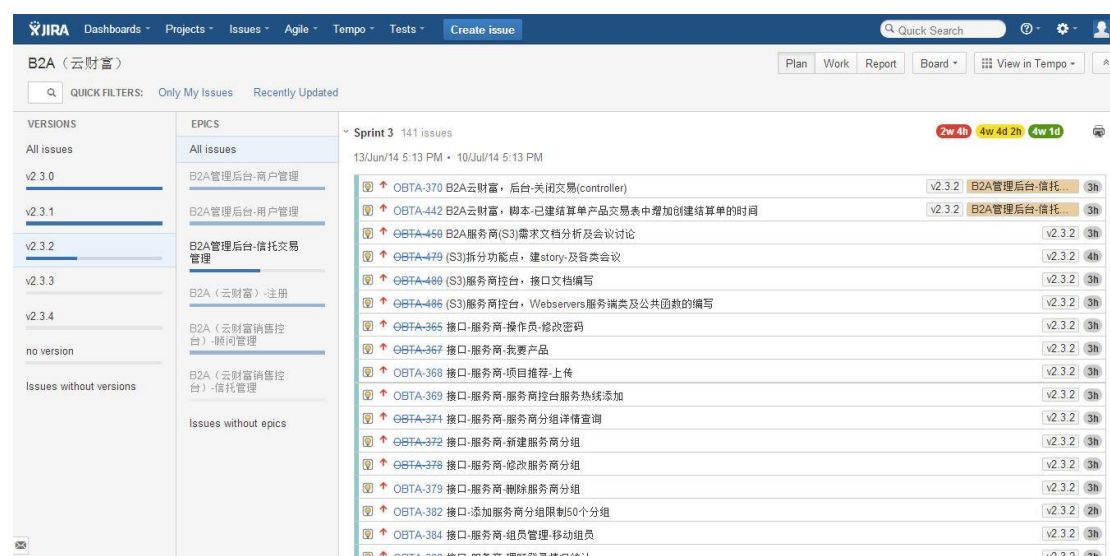 JIRA Dashboards Projects Issues Agile Tempo Tests Create issue Quick Search
B2A（云财富） Plan Work Report Board View in Tempo
QUICK FILTERS: Only My Issues Recently Updated
VERSIONS
All issues
v2.3.0
v2.3.1
v2.3.2
v2.3.3
v2.3.4
no version
Issues without versions
EPICS
All issues
B2A管理后台-商户管理
B2A管理后台-用户管理
B2A管理后台-信托交易
管理
B2A（云财富）-注册
B2A（云财富销售控
台）-顾问管理
B2A（云财富销售控
台）-信托管理
Issues without epics
Sprint 3 141 issues 2w 4h 4w 4d 2h 4w 1d
13/Jun/14 5:13 PM • 10/Jul/14 5:13 PM
OBTA-370 B2A云财富，后台-关闭交易(controller) v2.3.2 B2A管理后台-信托... 3h
OBTA-442 B2A云财富，脚本-已建结算单产品交易表中增加创建结算单的时间 v2.3.2 B2A管理后台-信托... 3h
OBTA-450 B2A服务商(S3)需求文档分析及会议讨论 v2.3.2 3h
OBTA-479 (S3)拆分功能点，建story-及各类会议 v2.3.2 4h
OBTA-480 (S3)服务商控台，接口文档编写 v2.3.2 3h
OBTA-486 (S3)服务商控台，Webservers服务端类及公共函数的编写 v2.3.2 3h
OBTA-365 接口-服务商-操作员-修改密码 v2.3.2 3h
OBTA-367 接口-服务商-我要产品 v2.3.2 3h
OBTA-368 接口-服务商-项目推荐-上传 v2.3.2 3h
OBTA-369 接口-服务商-服务商控台服务热线添加 v2.3.2 3h
OBTA-371 接口-服务商-服务商分组详情查询 v2.3.2 3h
OBTA-372 接口-服务商-新建服务商分组 v2.3.2 3h
OBTA-378 接口-服务商-修改服务商分组 v2.3.2 3h
OBTA-379 接口-服务商-删除服务商分组 v2.3.2 3h
OBTA-382 接口-添加服务商分组限制50个分组 v2.3.2 2h
OBTA-384 接口-服务商-组员管理-移动组员 v2.3.2 3h